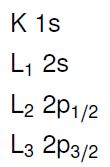 K 1s
L₁ 2s
L₂ 2p₁/₂
L₃ 2p₃/₂